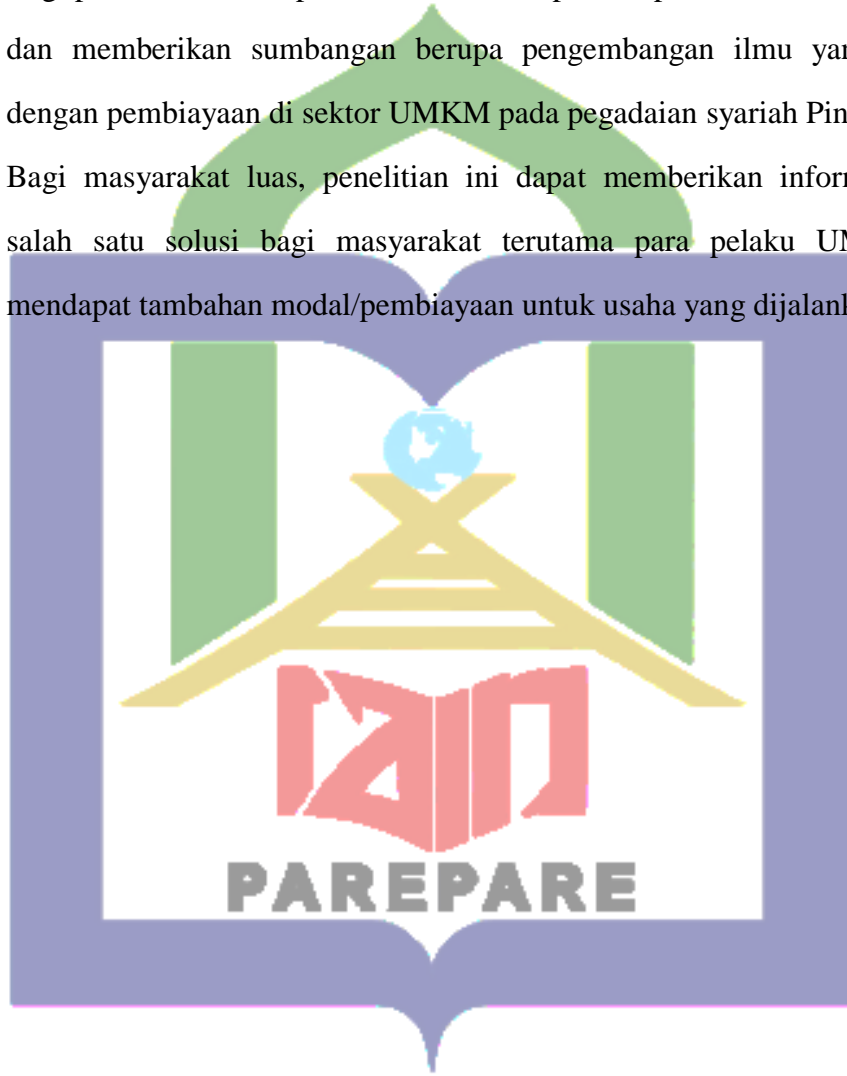 dan memberikan sumbangan berupa pengembangan ilmu
dengan pembiayaan di sektor UMKM pada pegadaian syariah
Bagi masyarakat luas, penelitian ini dapat memberikan
salah satu solusi bagi masyarakat terutama para pelaku
mendapat tambahan modal/pembiayaan untuk usaha yang
iain
PAREPARE